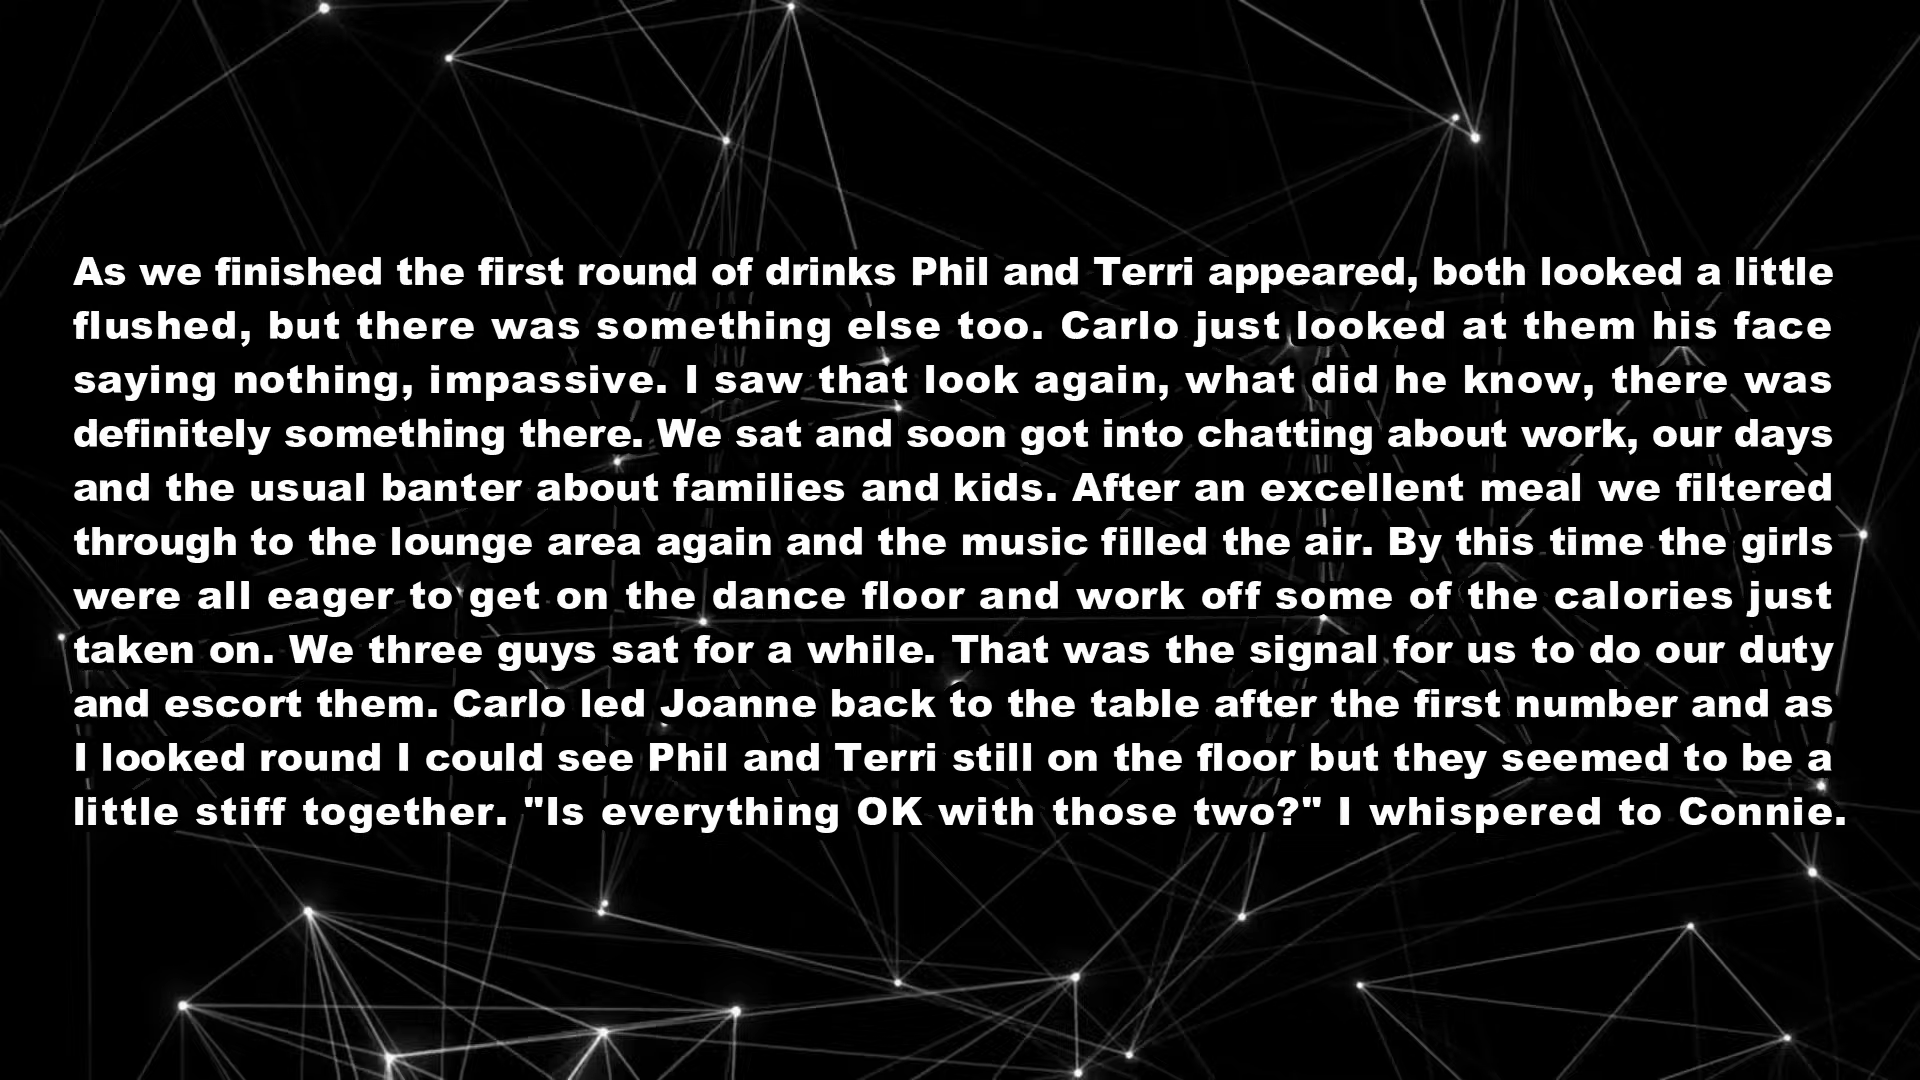 As we finished the first round of drinks Phil and Terri appeared, both looked a little
flushed, but there was something else too. Carlo just looked at them his face
saying nothing, impassive. I saw that look again, what did he know, there was
definitely something there. We sat and soon got into chatting about work, our days
and the usual banter about families and kids. After an excellent meal we filtered
through to the lounge area again and the music filled the air. By this time the girls
were all eager to get on the dance floor and work off some of the calories just
taken on. We three guys sat for a while. That was the signal for us to do our duty
and escort them. Carlo led Joanne back to the table after the first number and as
I looked round I could see Phil and Terri still on the floor but they seemed to be a
little stiff together. "Is everything OK with those two?" I whispered to Connie.